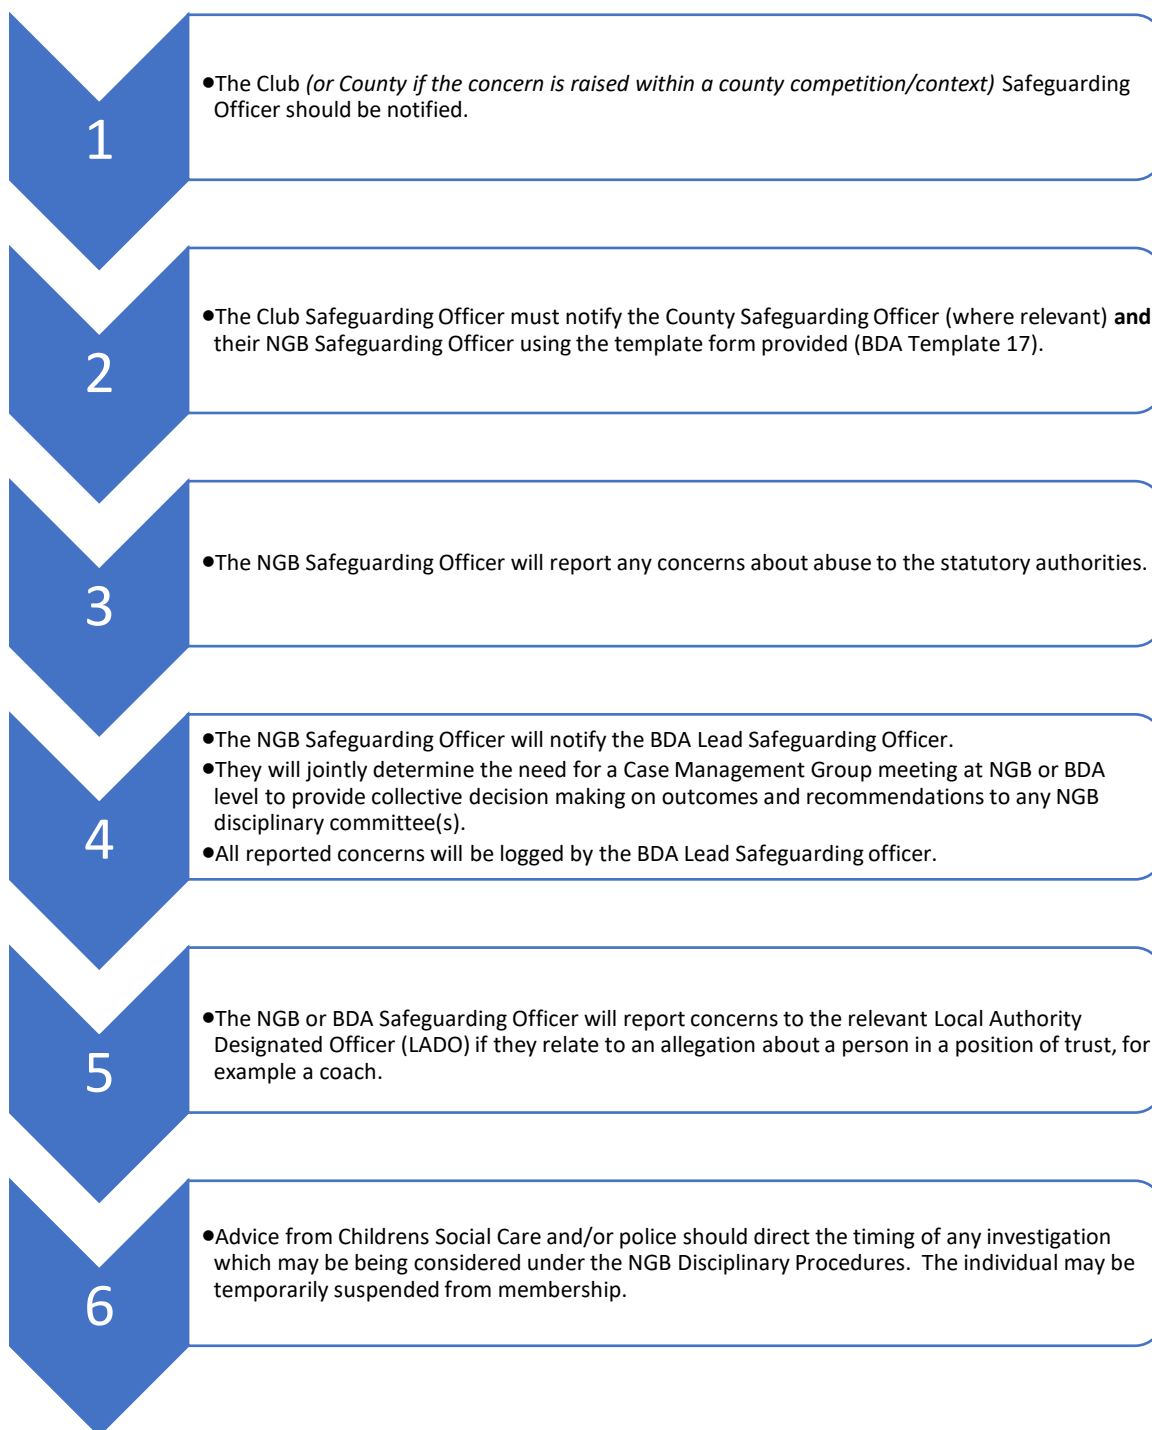 1
●The Club (or County if the concern is raised within a county competition/context) Safeguarding
Officer should be notified.
2
●The Club Safeguarding Officer must notify the County Safeguarding Officer (where relevant) and
their NGB Safeguarding Officer using the template form provided (BDA Template 17).
3
●The NGB Safeguarding Officer will report any concerns about abuse to the statutory authorities.
4
●The NGB Safeguarding Officer will notify the BDA Lead Safeguarding Officer.
●They will jointly determine the need for a Case Management Group meeting at NGB or BDA
level to provide collective decision making on outcomes and recommendations to any NGB
disciplinary committee(s).
●All reported concerns will be logged by the BDA Lead Safeguarding officer.
5
●The NGB or BDA Safeguarding Officer will report concerns to the relevant Local Authority
Designated Officer (LADO) if they relate to an allegation about a person in a position of trust, for
example a coach.
6
●Advice from Childrens Social Care and/or police should direct the timing of any investigation
which may be being considered under the NGB Disciplinary Procedures.  The individual may be
temporarily suspended from membership.